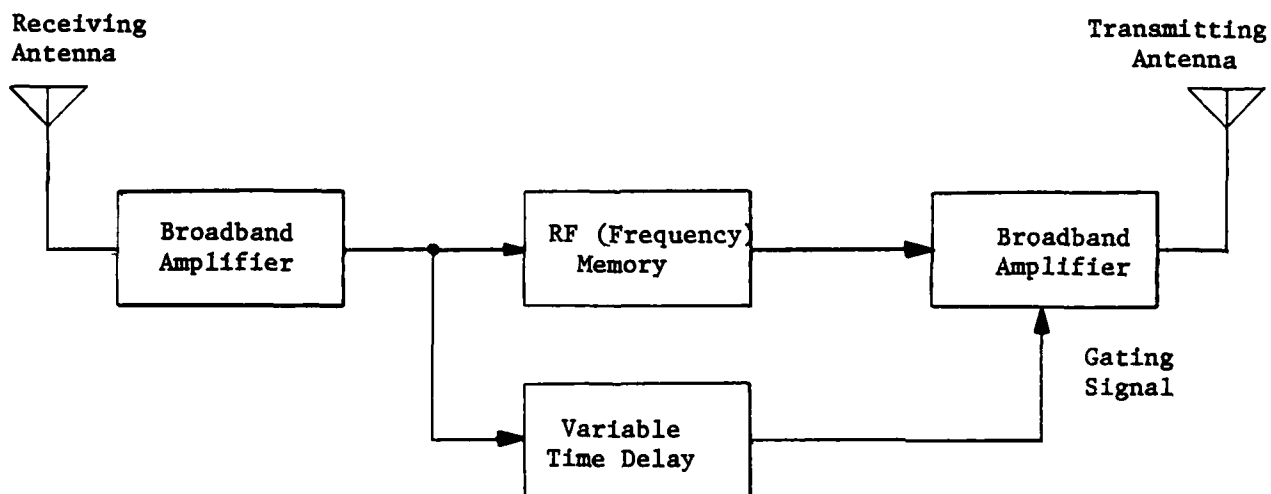 Receiving
Antenna
Transmitting
Antenna
Broadband
Amplifier
RF (Frequency)
Memory
Broadband
Amplifier
Gating
Signal
Variable
Time Delay